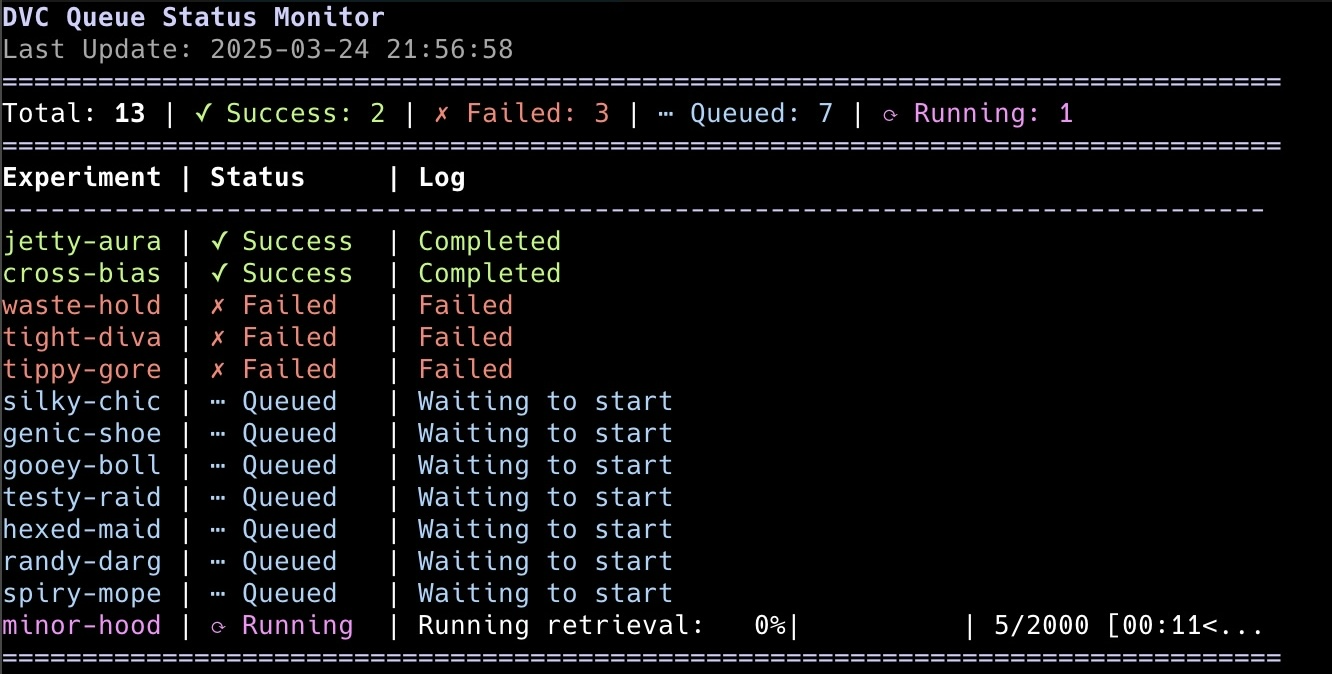 DVC Queue Status Monitor
Last Update: 2025-03-24 21:56:58
================================================================================
Total: 13 | ✓ Success: 2 | ✗ Failed: 3 | ⋯ Queued: 7 | ⟳ Running: 1
================================================================================
Experiment | Status     | Log
-------------------------------------------------------------------------------
jetty-aura | ✓ Success  | Completed
cross-bias | ✓ Success  | Completed
waste-hold | ✗ Failed   | Failed
tight-diva | ✗ Failed   | Failed
tippy-gore | ✗ Failed   | Failed
silky-chic | ⋯ Queued   | Waiting to start
genic-shoe | ⋯ Queued   | Waiting to start
gooey-boll | ⋯ Queued   | Waiting to start
testy-raid | ⋯ Queued   | Waiting to start
hexed-maid | ⋯ Queued   | Waiting to start
randy-darg | ⋯ Queued   | Waiting to start
spiry-mope | ⋯ Queued   | Waiting to start
minor-hood | ⟳ Running  | Running retrieval:   0%|          | 5/2000 [00:11<...
================================================================================